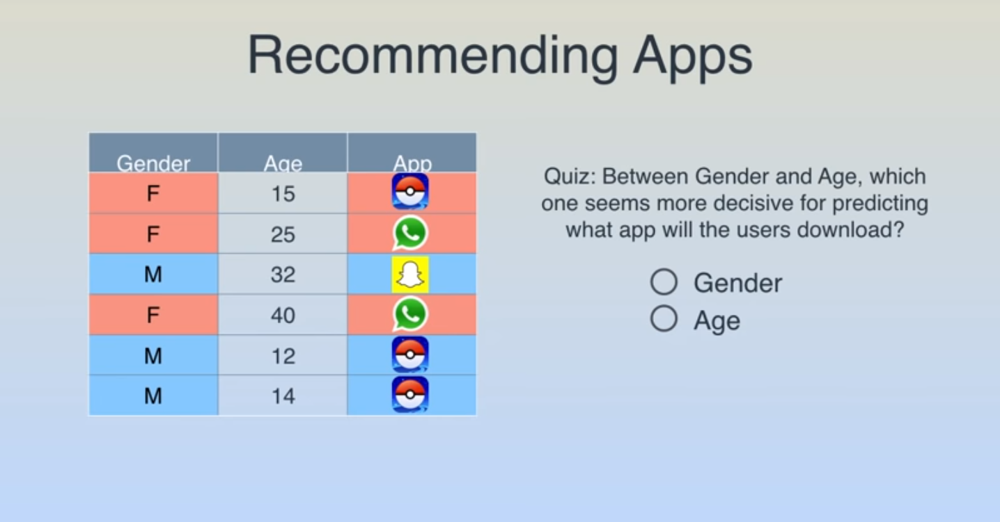 Recommending Apps
Gender Age App
F 15
F 25
M 32
F 40
M 12
M 14
Quiz: Between Gender and Age, which
one seems more decisive for predicting
what app will the users download?
Gender
Age